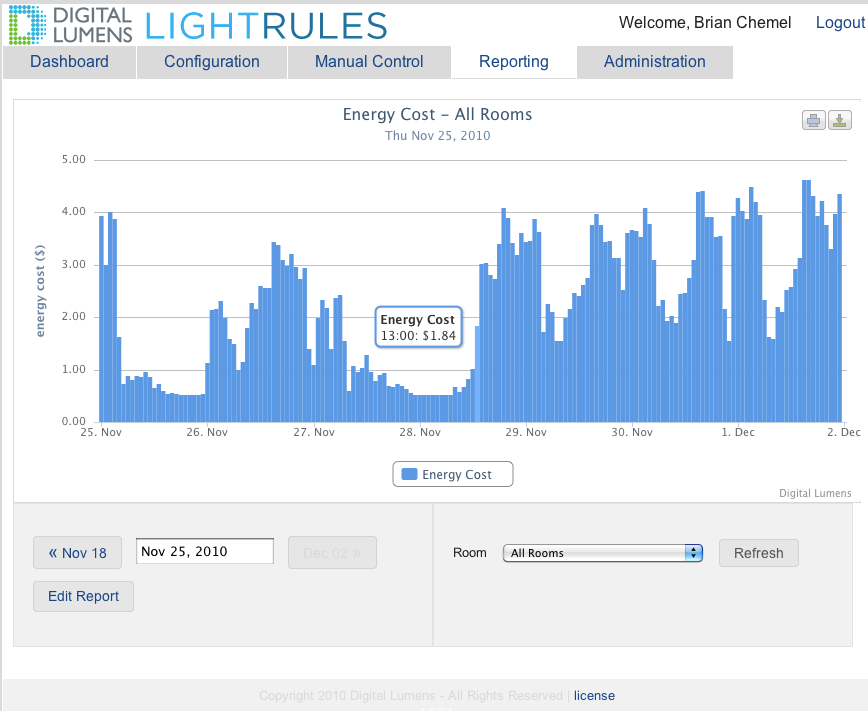 DIGITAL LUMENS LIGHTRULES
Welcome, Brian Chemel Logout
Dashboard Configuration Manual Control Reporting Administration
Energy Cost – All Rooms
Thu Nov 25, 2010
energy cost ($)
5.00
4.00
3.00
2.00
1.00
0.00
Energy Cost
13:00: $1.84
25. Nov 26. Nov 27. Nov 28. Nov 29. Nov 30. Nov 1. Dec 2. Dec
Energy Cost
Digital Lumens
« Nov 18 Nov 25, 2010 Dec 02 » Room All Rooms Refresh
Edit Report
Copyright 2010 Digital Lumens - All Rights Reserved | license